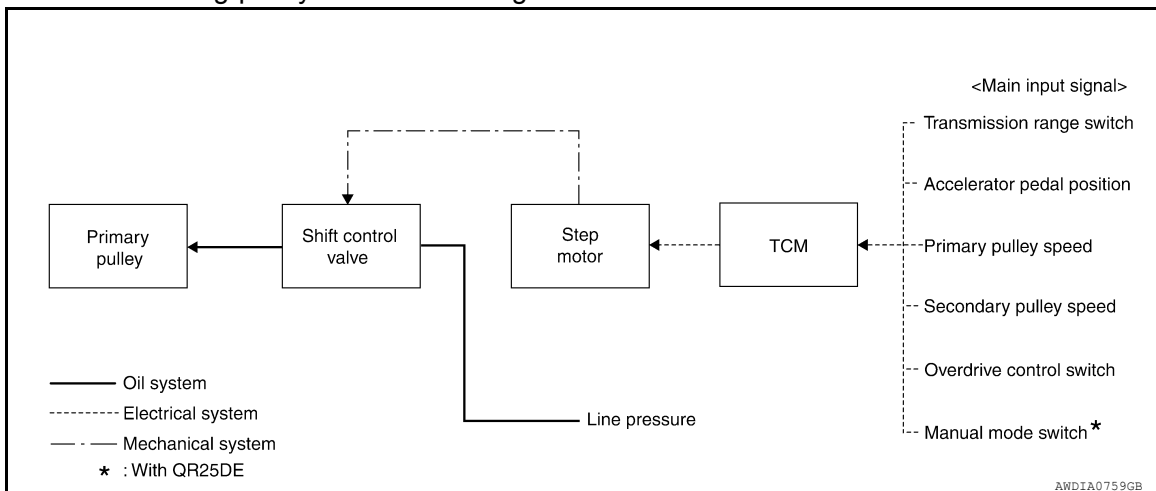 <Main input signal>
Transmission range switch
Accelerator pedal position
Primary pulley speed
Secondary pulley speed
Overdrive control switch
Manual mode switch*
Primary
pulley
Shift control
valve
Step
motor
TCM
Line pressure
Oil system
Electrical system
Mechanical system
* : With QR25DE
AWDIA0759GB